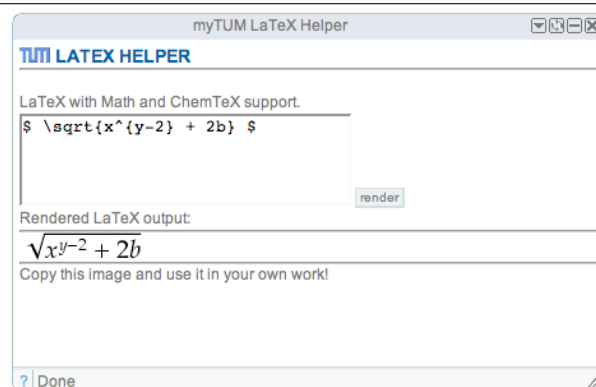 myTUM LaTeX Helper
TUM LATEX HELPER
LaTeX with Math and ChemTeX support.
$ \sqrt{x^{y-2} + 2b} $
render
Rendered LaTeX output:
√x^{y−2} + 2b
Copy this image and use it in your own work!
? Done